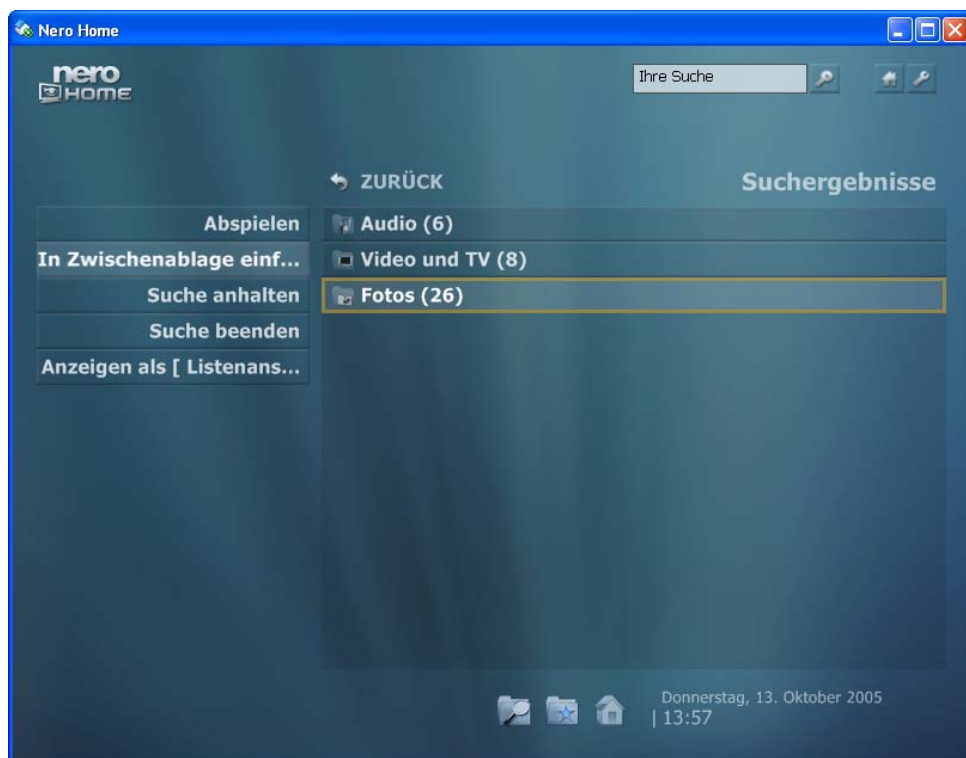 Nero Home
nero
HOME
Ihre Suche
ZURÜCK
Suchergebnisse
Abspielen
In Zwischenablage einf...
Suche anhalten
Suche beenden
Anzeigen als [ Listenans...
Audio (6)
Video und TV (8)
Fotos (26)
Donnerstag, 13. Oktober 2005
| 13:57